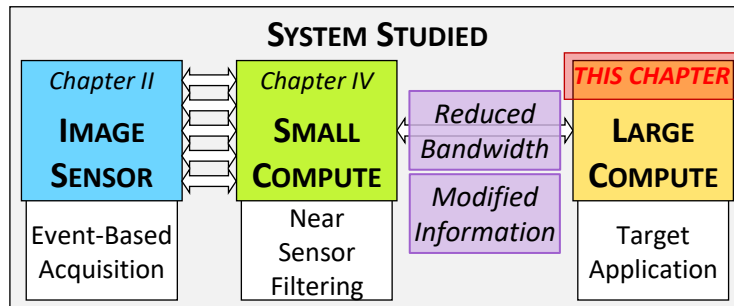 SYSTEM STUDIED
Chapter II
IMAGE
SENSOR
Event-Based
Acquisition
Chapter IV
SMALL
COMPUTE
Near
Sensor
Filtering
Reduced
Bandwidth
Modified
Information
THIS CHAPTER
LARGE
COMPUTE
Target
Application